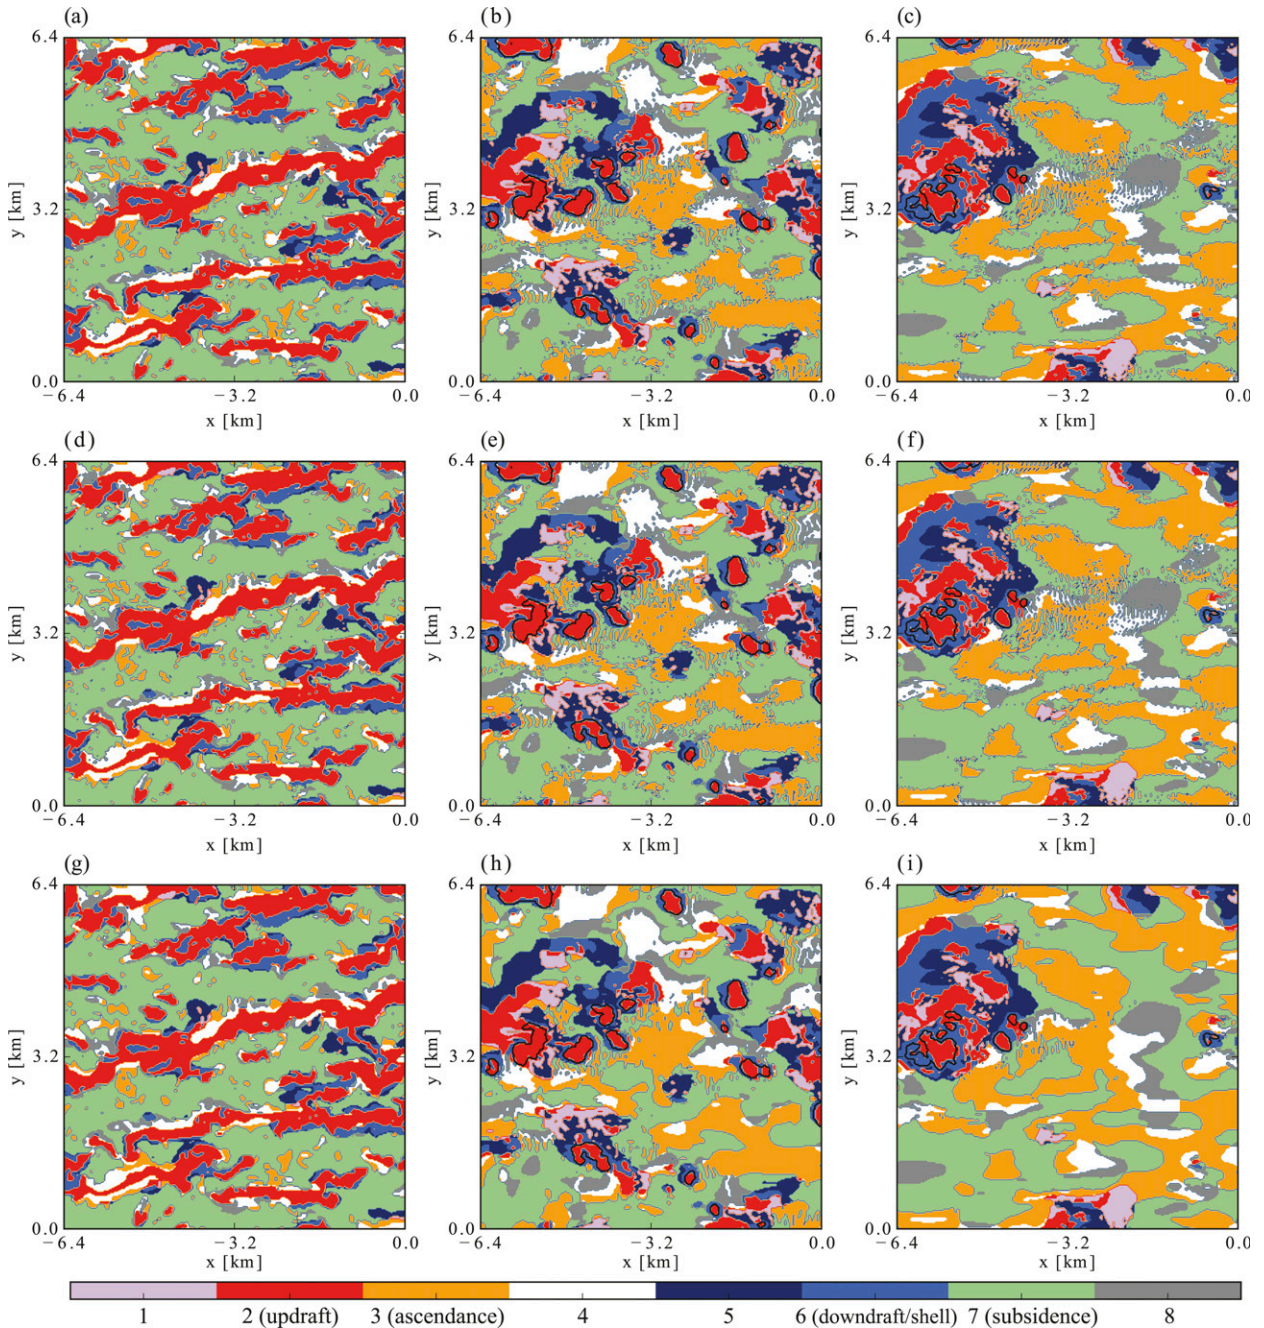 (a) (b) (c)
6.4 6.4 6.4
y [km] y [km] y [km]
3.2 3.2 3.2
0.0 0.0 0.0
−6.4 −3.2 0.0 −6.4 −3.2 0.0 −6.4 −3.2 0.0
x [km] x [km] x [km]
(d) (e) (f)
6.4 6.4 6.4
y [km] y [km] y [km]
3.2 3.2 3.2
0.0 0.0 0.0
−6.4 −3.2 0.0 −6.4 −3.2 0.0 −6.4 −3.2 0.0
x [km] x [km] x [km]
(g) (h) (i)
6.4 6.4 6.4
y [km] y [km] y [km]
3.2 3.2 3.2
0.0 0.0 0.0
−6.4 −3.2 0.0 −6.4 −3.2 0.0 −6.4 −3.2 0.0
x [km] x [km] x [km]
1 2 (updraft) 3 (ascendance) 4 5 6 (downdraft/shell) 7 (subsidence) 8